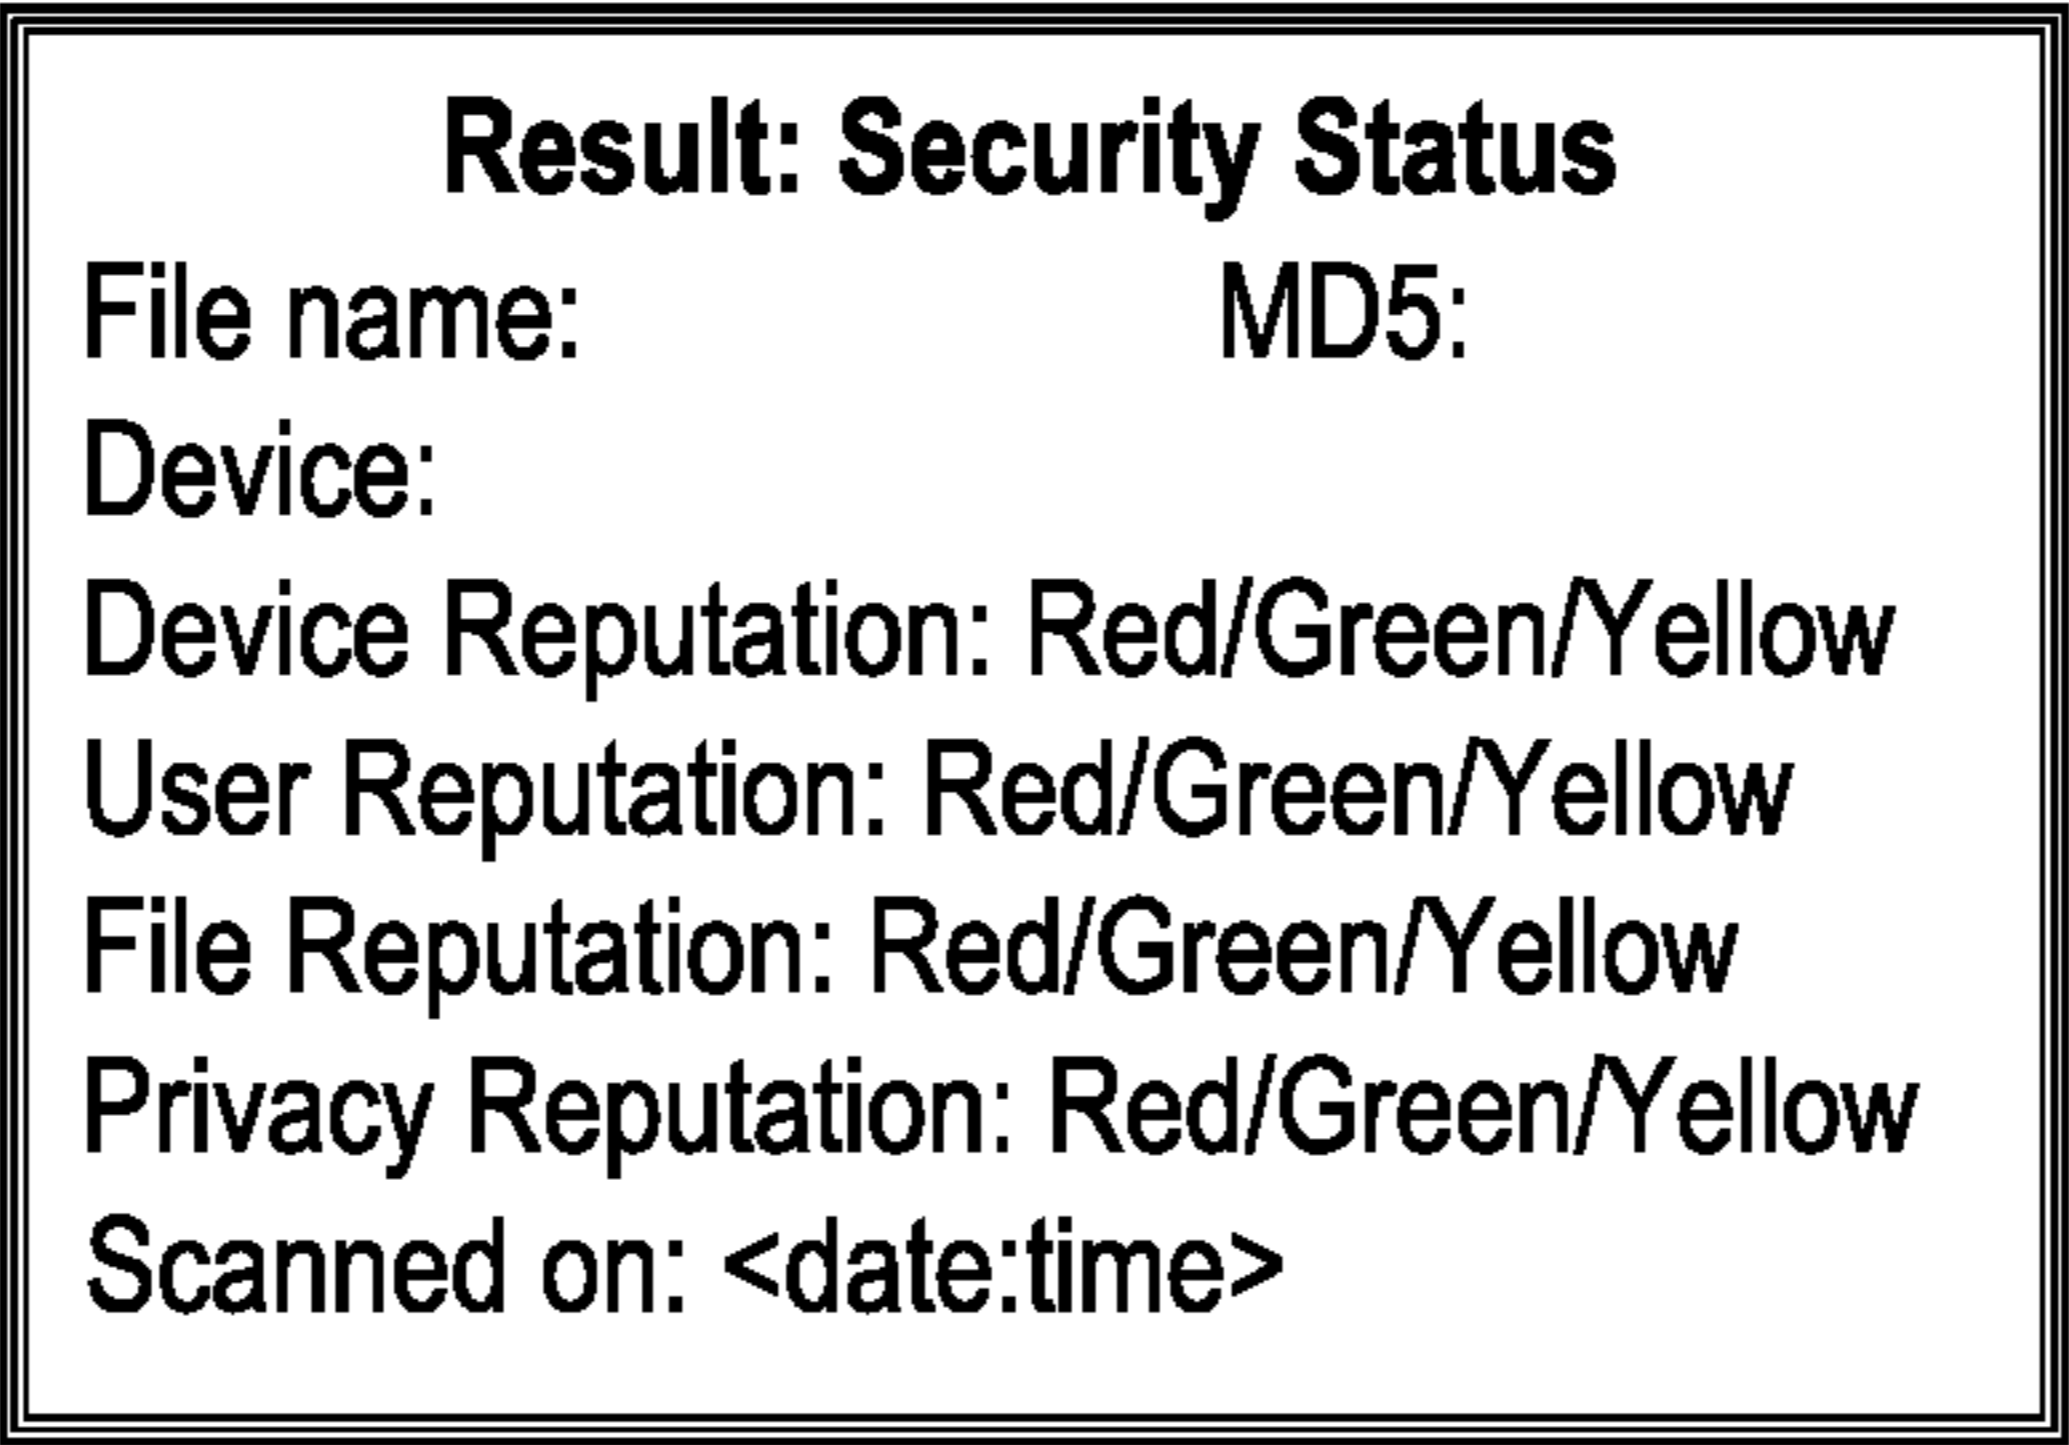 Result: Security Status
File name: MD5:
Device:
Device Reputation: Red/Green/Yellow
User Reputation: Red/Green/Yellow
File Reputation: Red/Green/Yellow
Privacy Reputation: Red/Green/Yellow
Scanned on: <date:time>